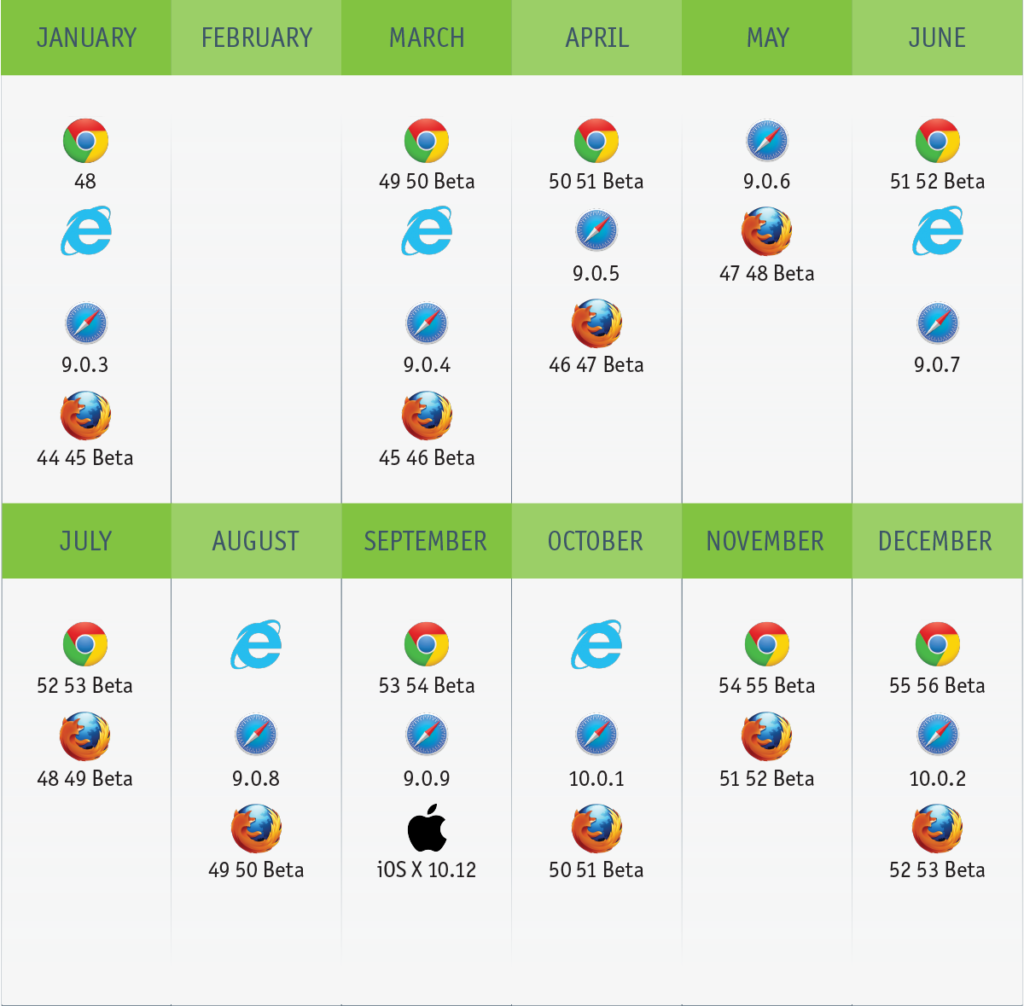 JANUARY FEBRUARY MARCH APRIL MAY JUNE
48
49 50 Beta
50 51 Beta
9.0.6
51 52 Beta
9.0.5
47 48 Beta
9.0.3
9.0.4
46 47 Beta
9.0.7
44 45 Beta
45 46 Beta
JULY AUGUST SEPTEMBER OCTOBER NOVEMBER DECEMBER
52 53 Beta
53 54 Beta
54 55 Beta
55 56 Beta
48 49 Beta
9.0.8
9.0.9
10.0.1
51 52 Beta
10.0.2
49 50 Beta
iOS X 10.12
50 51 Beta
52 53 Beta